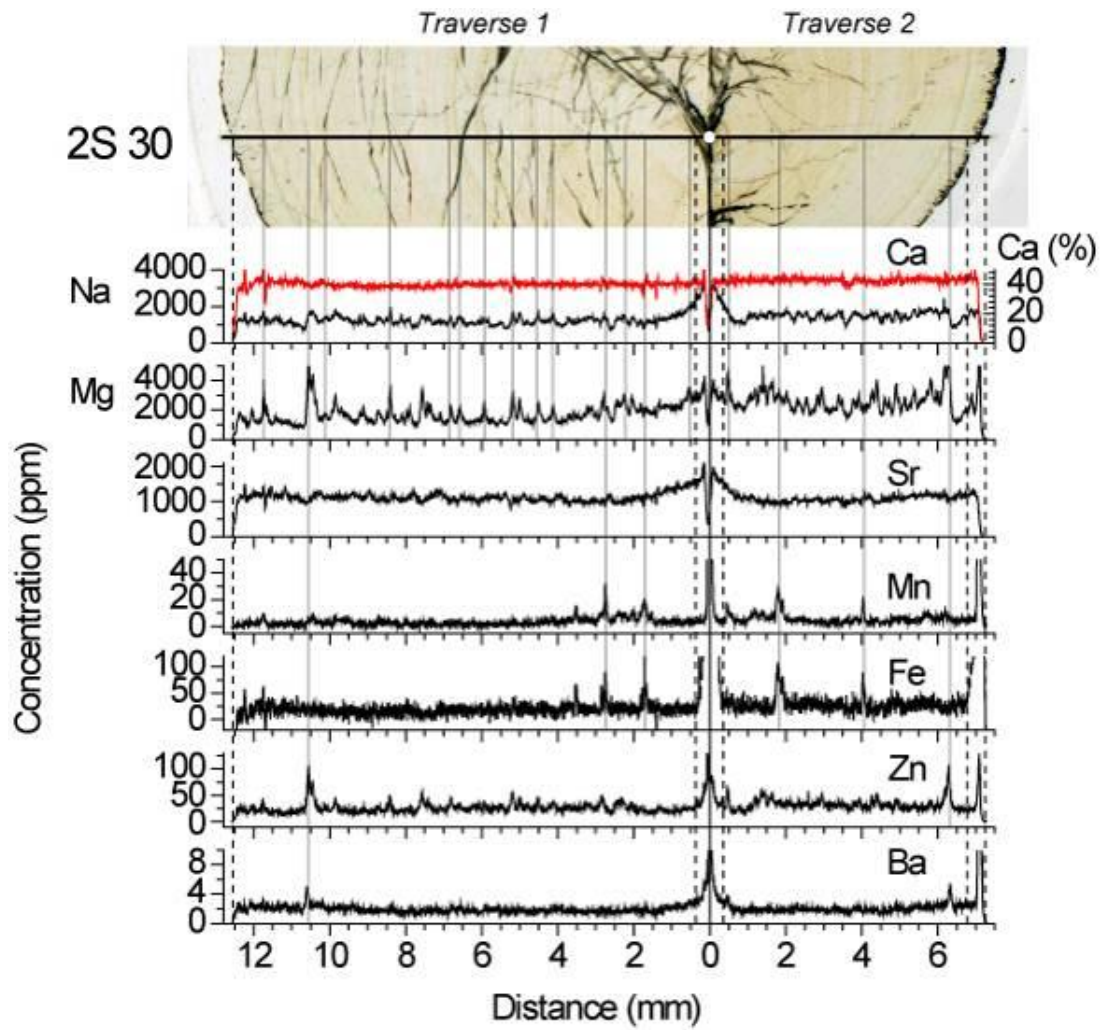 Traverse 1 Traverse 2
2S 30
Na 4000 2000 0 Ca Ca (%) 40 20 0
Mg 4000 2000 0
Sr 2000 1000 0
Mn 40 20 0
Fe 100 50 0
Zn 100 50 0
Ba 8 4 0
12 10 8 6 4 2 0 2 4 6
Distance (mm)
Concentration (ppm)